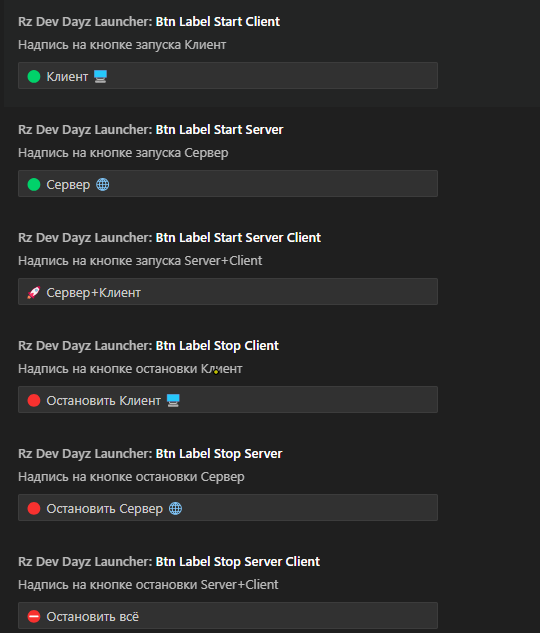 Rz Dev Dayz Launcher: Btn Label Start Client
Надпись на кнопке запуска Клиент
🟢 Клиент 🖥️
Rz Dev Dayz Launcher: Btn Label Start Server
Надпись на кнопке запуска Сервер
🟢 Сервер 🌐
Rz Dev Dayz Launcher: Btn Label Start Server Client
Надпись на кнопке запуска Server+Client
🚀 Сервер+Клиент
Rz Dev Dayz Launcher: Btn Label Stop Client
Надпись на кнопке остановки Клиент
🔴 Остановить Клиент 🖥️
Rz Dev Dayz Launcher: Btn Label Stop Server
Надпись на кнопке остановки Сервер
🔴 Остановить Сервер 🌐
Rz Dev Dayz Launcher: Btn Label Stop Server Client
Надпись на кнопке остановки Server+Client
⛔ Остановить всё